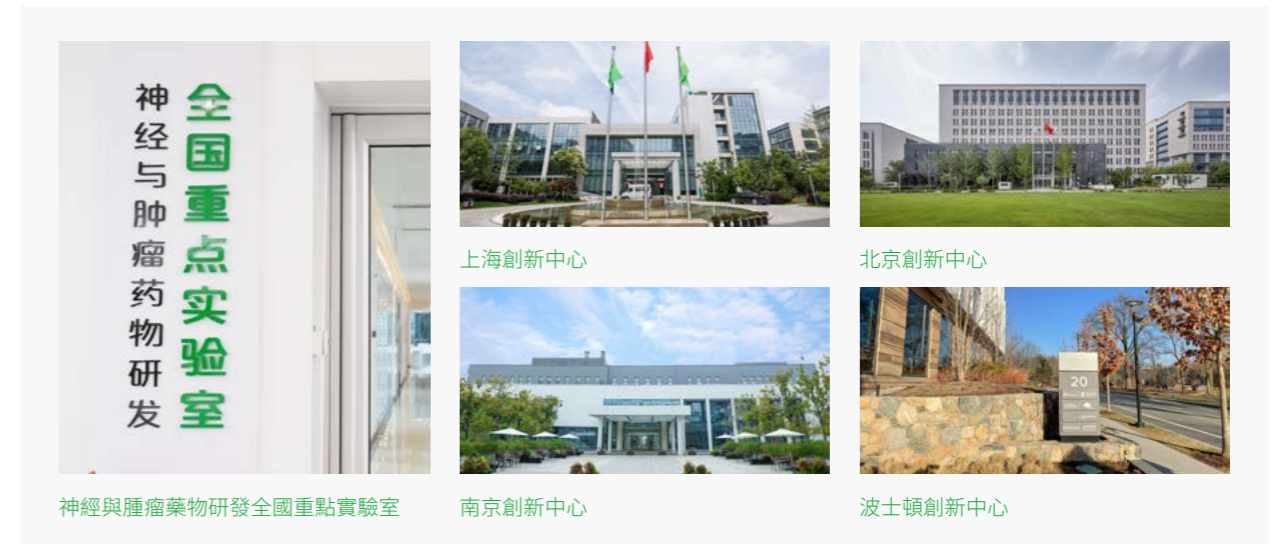 全国重点实验室
神经与肿瘤药物研发
神經與腫瘤藥物研發全國重點實驗室
上海創新中心
北京創新中心
南京創新中心
20
波士頓創新中心